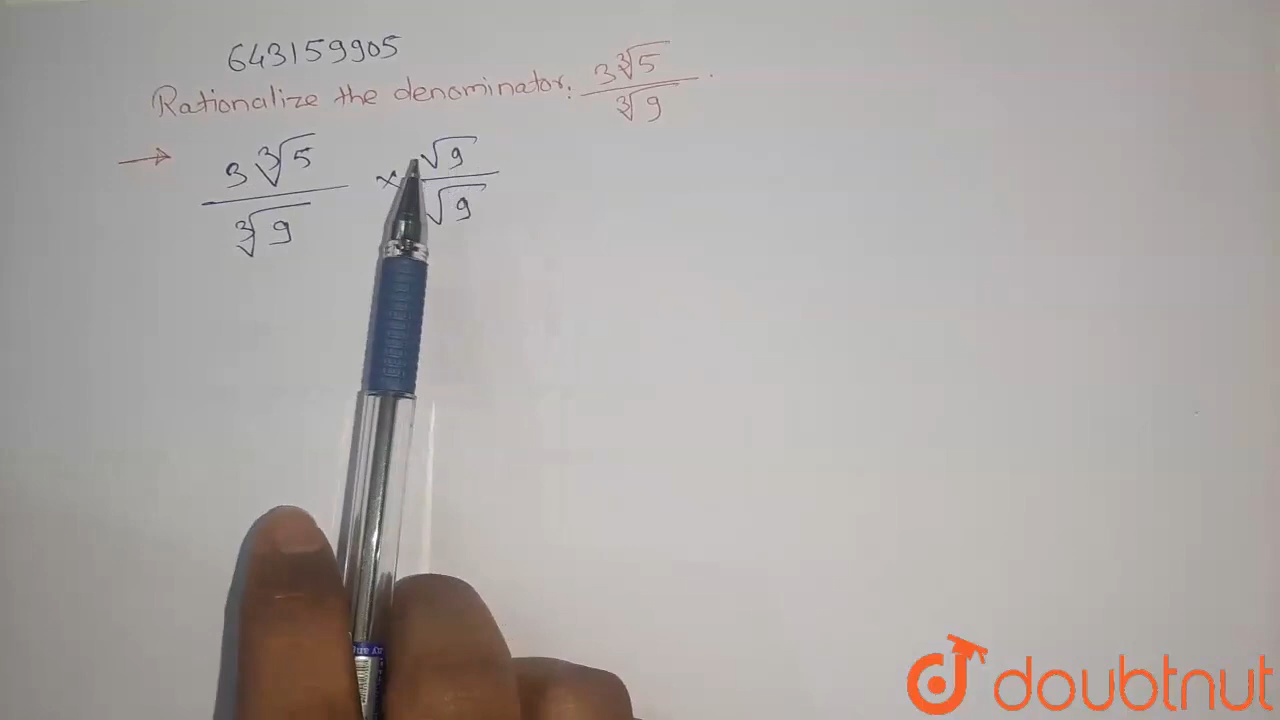 643159905
Rationalize the denominator: 3∛5 / ∛9 .
→ 3∛5 / ∛9 × √9 / √9
doubtnut